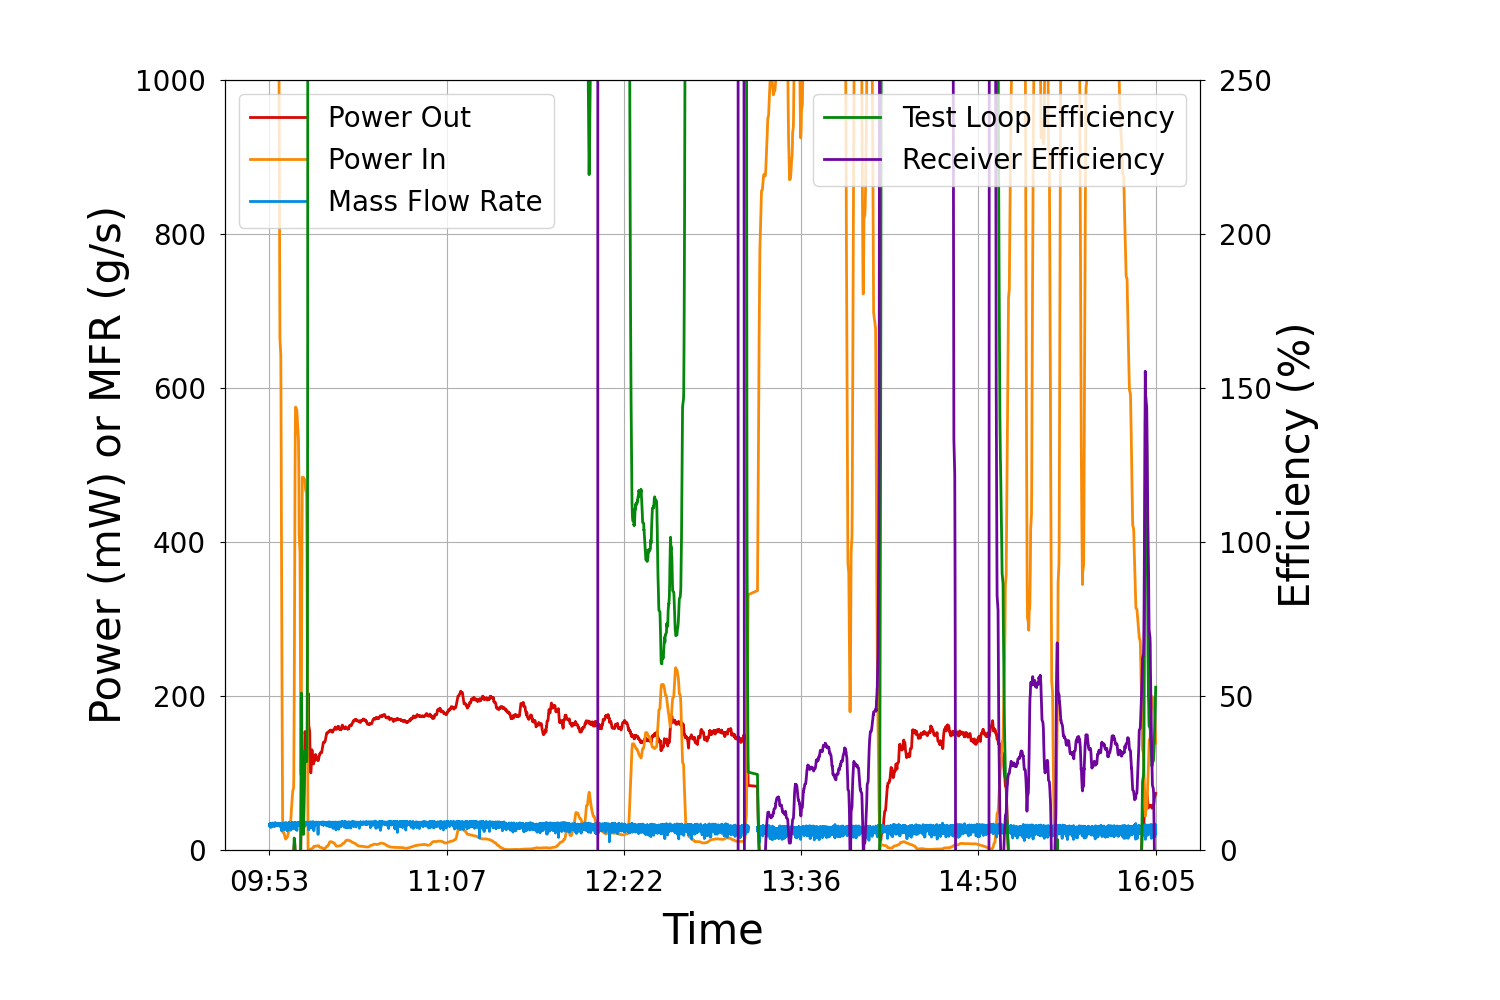 1000
800
600
400
200
0
Power (mW) or MFR (g/s)
Power Out
Power In
Mass Flow Rate
Test Loop Efficiency
Receiver Efficiency
250
200
150
100
50
0
Efficiency (%)
09:53 11:07 12:22 13:36 14:50 16:05
Time